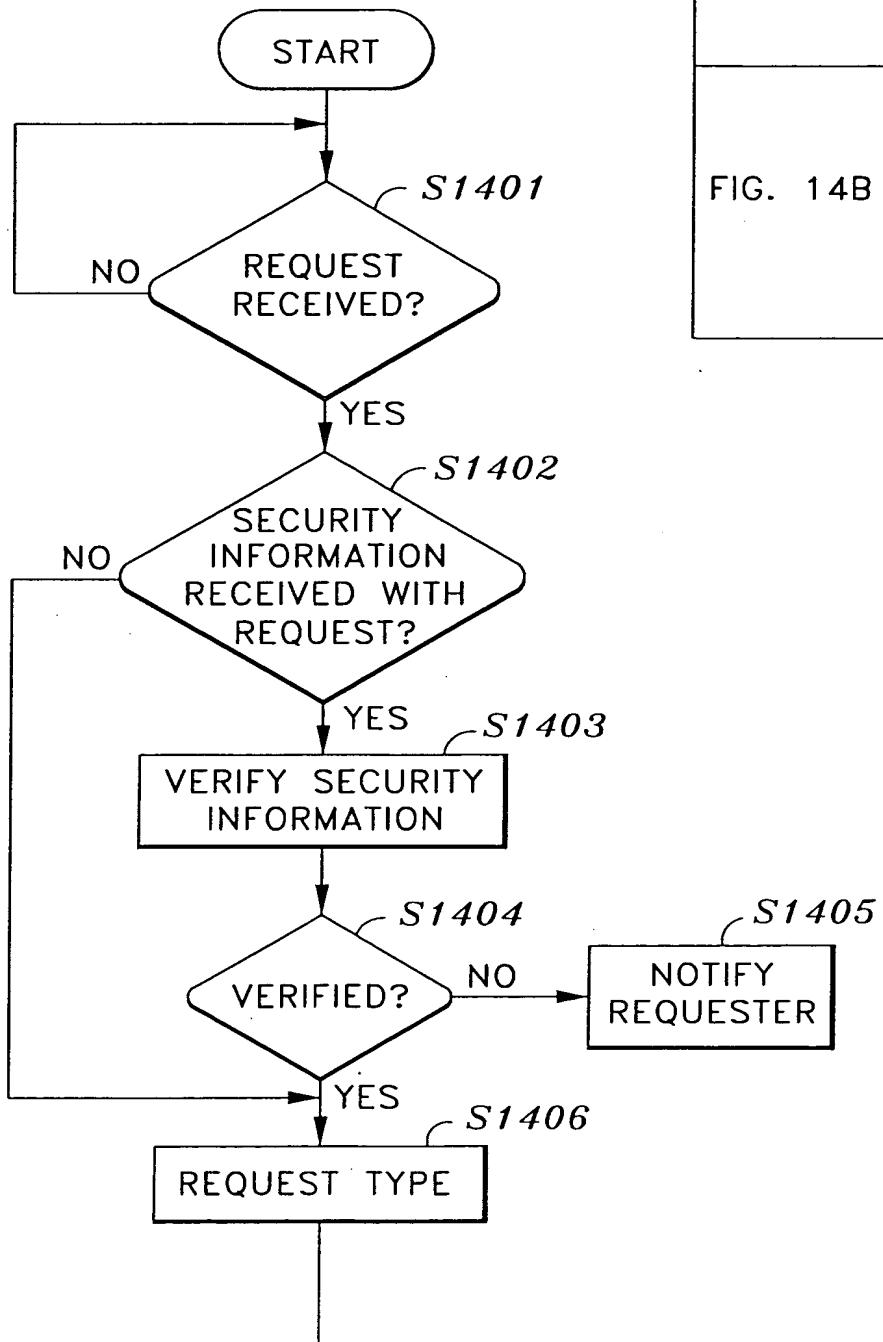 START
FIG. 14B
S1401
NO
REQUEST
RECEIVED?
YES
S1402
NO
SECURITY
INFORMATION
RECEIVED WITH
REQUEST?
YES
S1403
VERIFY SECURITY
INFORMATION
S1404
S1405
VERIFIED?
NO
NOTIFY
REQUESTER
YES
S1406
REQUEST TYPE